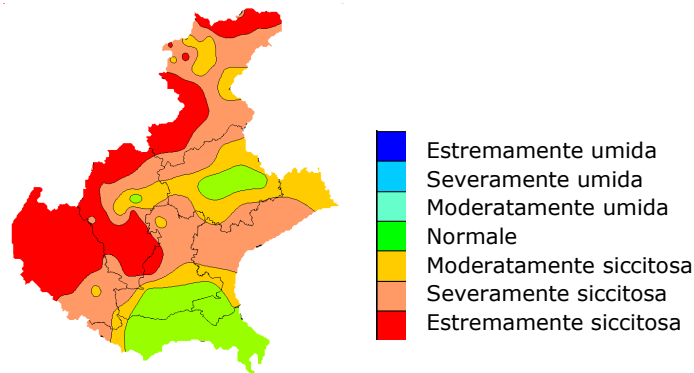 Estremamente umida
Severamente umida
Moderatamente umida
Normale
Moderatamente siccitosa
Severamente siccitosa
Estremamente siccitosa